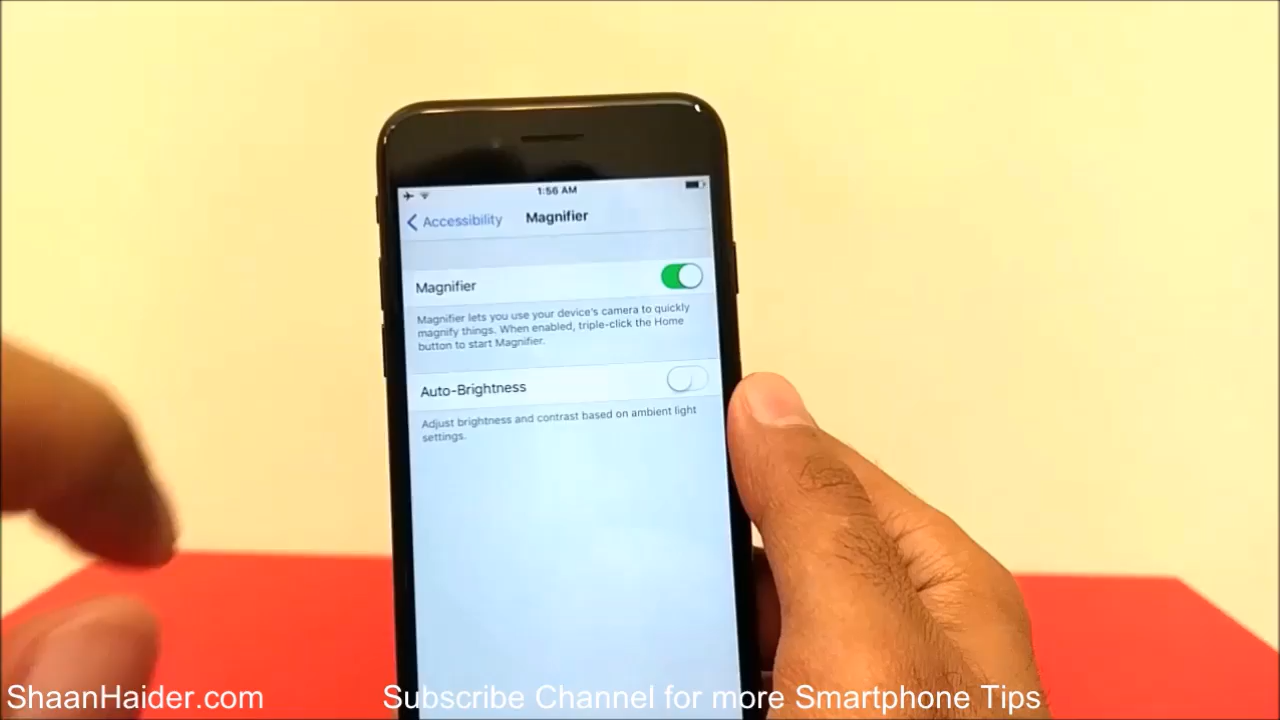 1:56 AM
Accessibility
Magnifier
Magnifier
Magnifier lets you use your device's camera to quickly
magnify things. When enabled, triple-click the Home
button to start Magnifier.
Auto-Brightness
Adjust brightness and contrast based on ambient light
settings.
ShaanHaider.com
Subscribe Channel for more Smartphone Tips